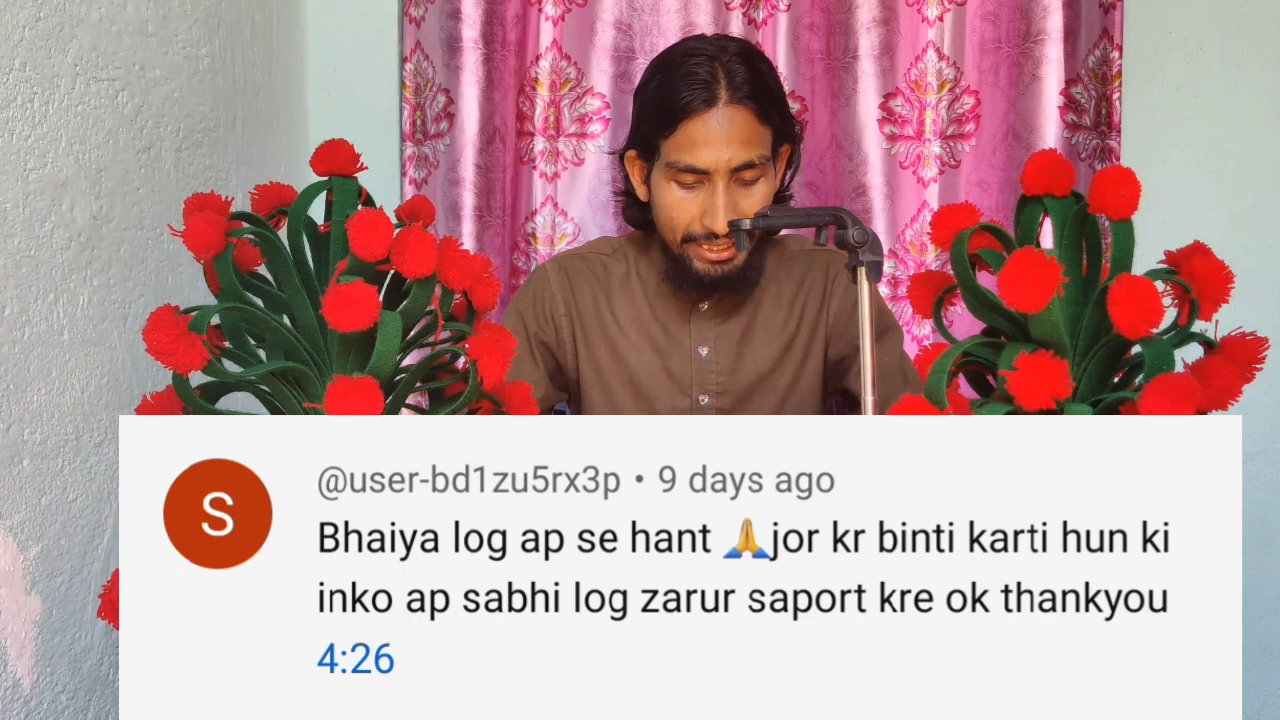 S
@user-bd1zu5rx3p • 9 days ago
Bhaiya log ap se hant 🙏jor kr binti karti hun ki
inko ap sabhi log zarur saport kre ok thankyou
4:26